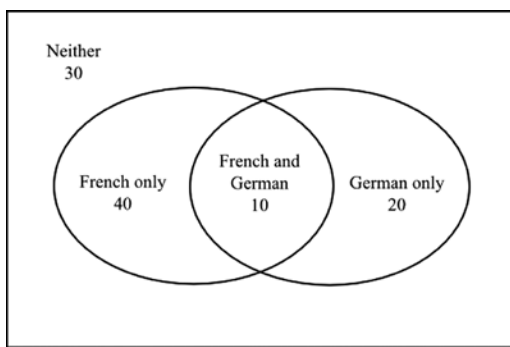 Neither
30
French only
40
French and
German
10
German only
20